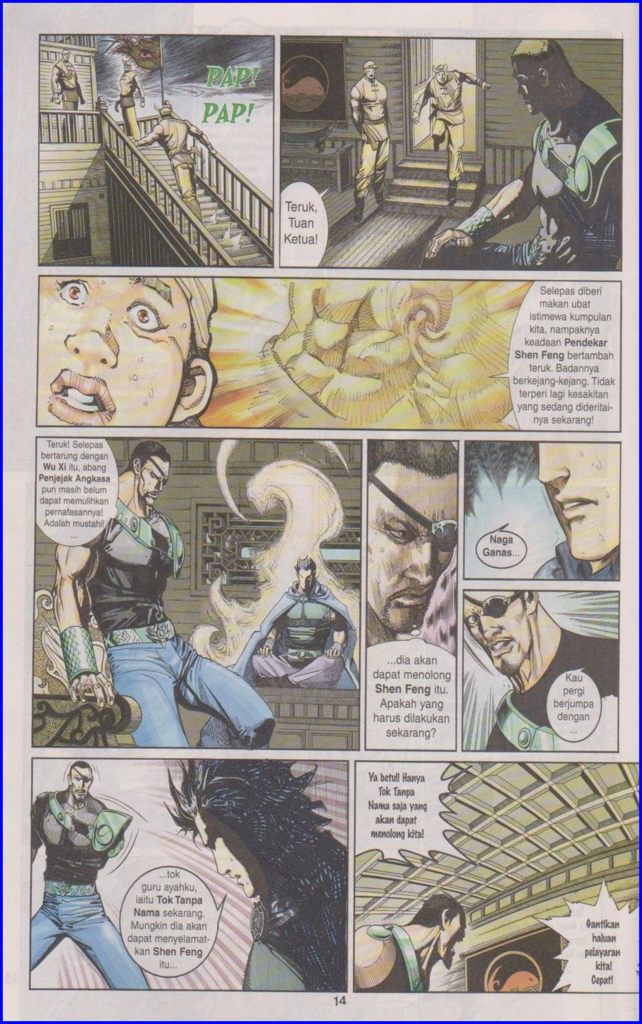 PAP!
PAP!
Teruk,
Tuan
Ketua!
Selepas diberi
makan ubat
istimewa kumpulan
kita, nampaknya
keadaan Pendekar
Shen Feng bertambah
teruk. Badannya
berkejang-kejang. Tidak
terperi lagi kesakitan
yang sedang dideritai-
nya sekarang!
Teruk! Selepas
bertarung dengan
Wu Xi itu, abang
Penjejak Angkasa
pun masih belum
dapat memulihkan
pernafasannya!
Adalah mustahil
...
...dia akan
dapat menolong
Shen Feng itu.
Apakah yang
harus dilakukan
sekarang?
Naga
Ganas...
Kau
pergi
berjumpa
dengan
...
...tok
guru ayahku,
iaitu Tok Tanpa
Nama sekarang.
Mungkin dia akan
dapat menyelamat-
kan Shen Feng
itu...
Ya betul! Hanya
Tok Tanpa
Nama saja yang
akan dapat
menolong kita!
Gantikan
haluan
pelayaran
kita!
Cepat!
14